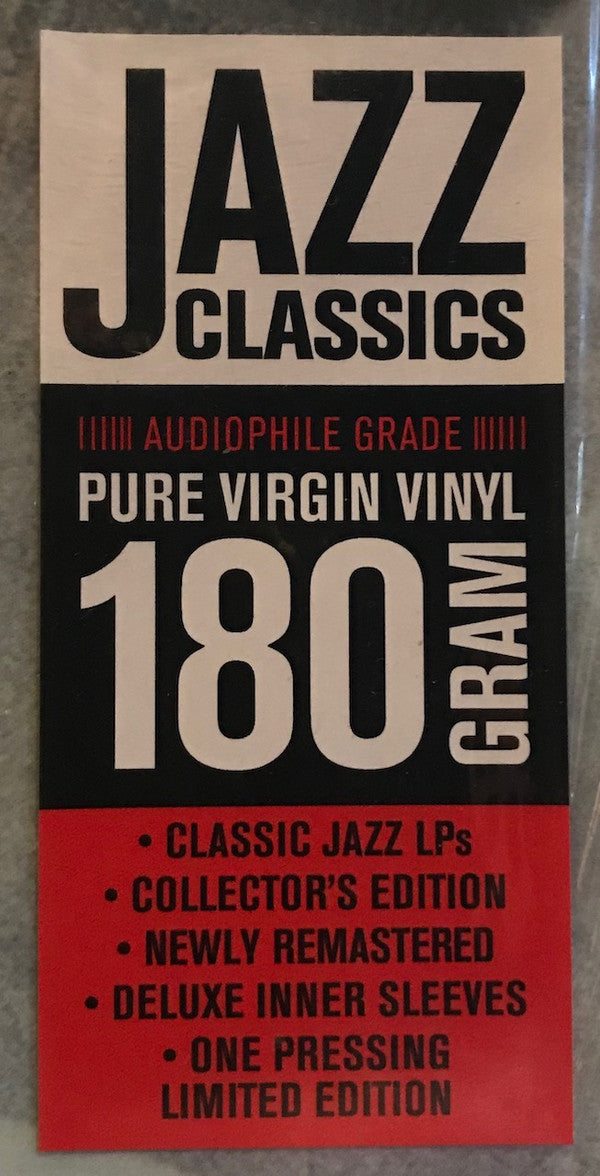 JAZZ
CLASSICS
AUDIOPHILE GRADE
PURE VIRGIN VINYL
180 GRAM
• CLASSIC JAZZ LPs
• COLLECTOR'S EDITION
• NEWLY REMASTERED
• DELUXE INNER SLEEVES
• ONE PRESSING
LIMITED EDITION